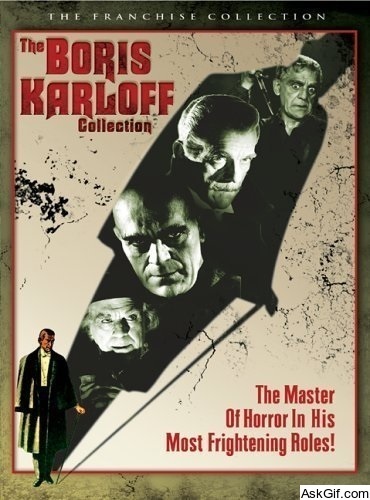 THE FRANCHISE COLLECTION
The
BORIS
KARLOFF
Collection
The Master
Of Horror In His
Most Frightening Roles!
AskGif.com